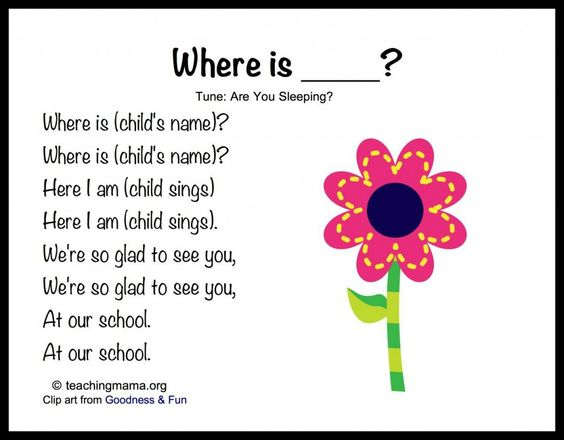 Where is _____?
Tune: Are You Sleeping?
Where is (child's name)?
Where is (child's name)?
Here I am (child sings)
Here I am (child sings).
We're so glad to see you,
We're so glad to see you,
At our school.
At our school.
© teachingmama.org
Clip art from Goodness & Fun